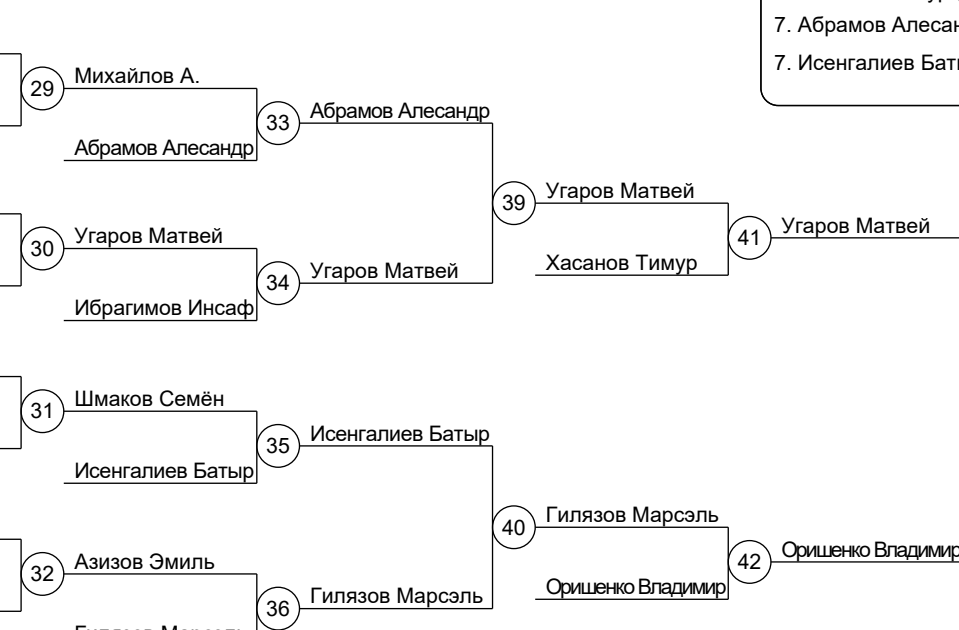 7. Абрамов
7. Исенгалиев
29
Михайлов А.
33
Абрамов Алесандр
Абрамов Алесандр
39
Угаров Матвей
41
Угаров Матвей
30
Угаров Матвей
34
Угаров Матвей
Хасанов Тимур
Ибрагимов Инсаф
31
Шмаков Семён
35
Исенгалиев Батыр
Исенгалиев Батыр
40
Гилязов Марсэль
42
Оришенко Владимир
32
Азизов Эмиль
36
Гилязов Марсэль
Оришенко Владимир